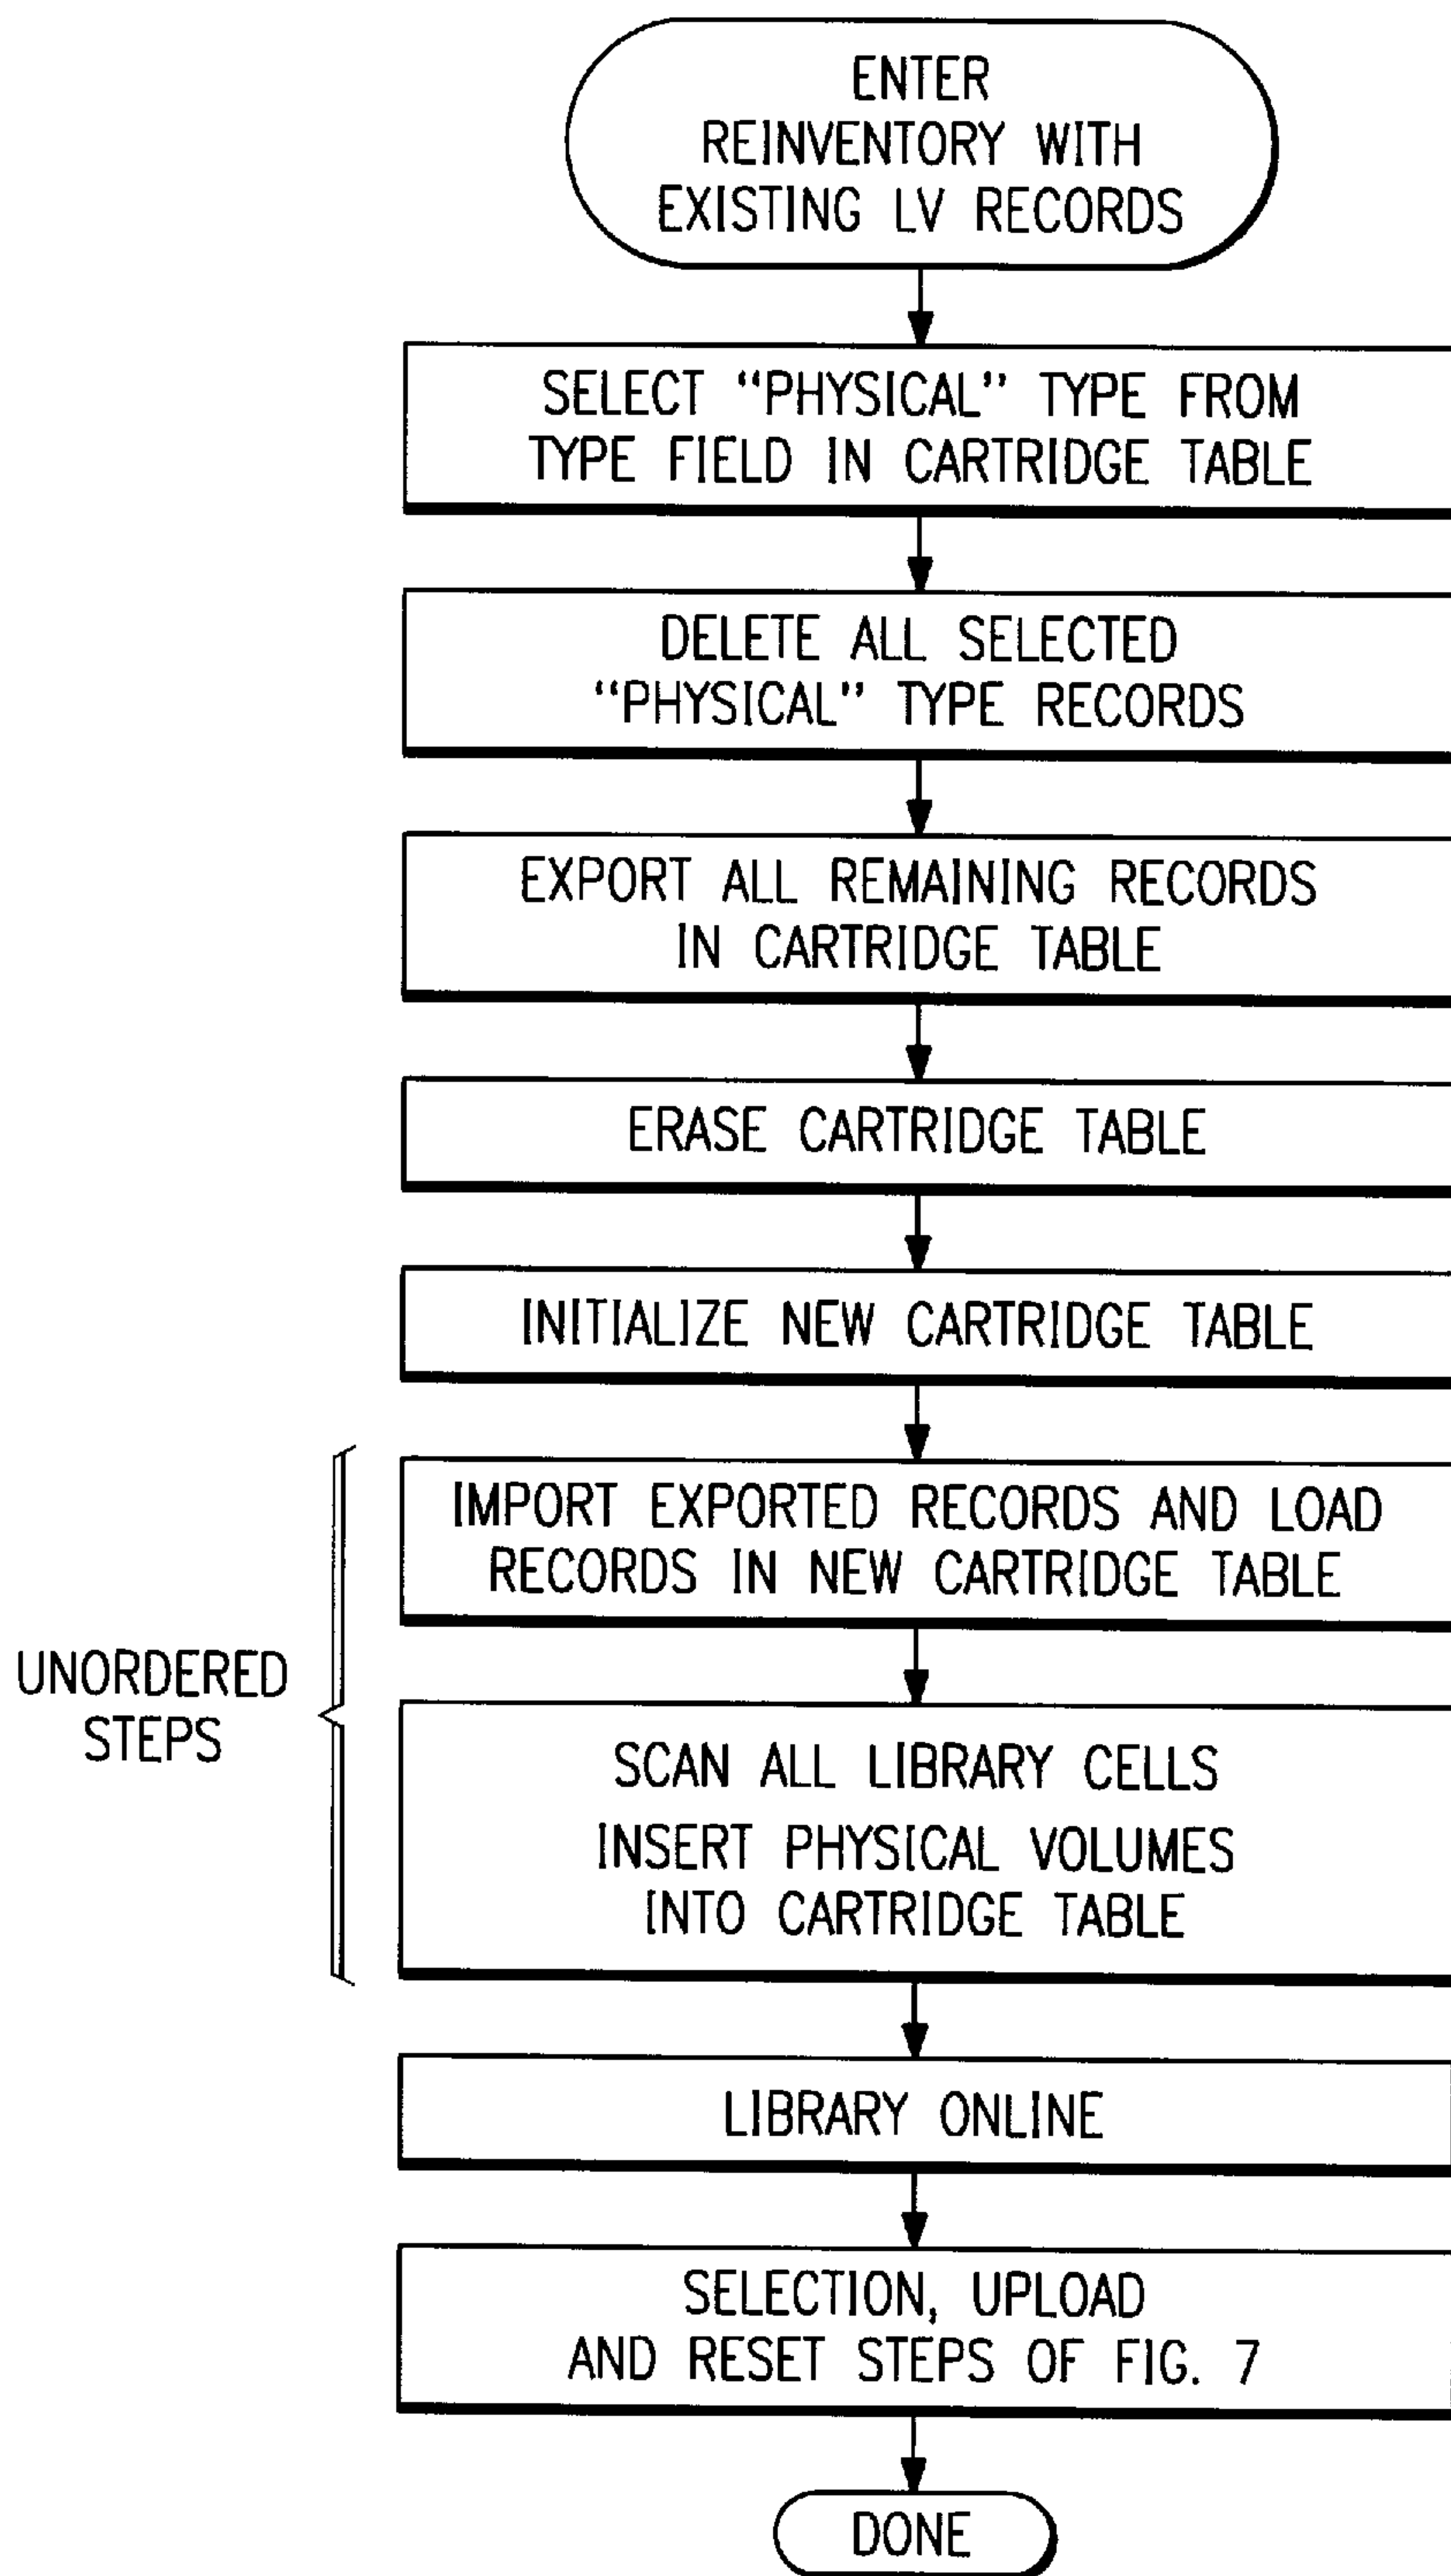 ENTER
REINVENTORY WITH
EXISTING LV RECORDS
SELECT “PHYSICAL” TYPE FROM
TYPE FIELD IN CARTRIDGE TABLE
DELETE ALL SELECTED
“PHYSICAL” TYPE RECORDS
EXPORT ALL REMAINING RECORDS
IN CARTRIDGE TABLE
ERASE CARTRIDGE TABLE
INITIALIZE NEW CARTRIDGE TABLE
UNORDERED
STEPS
IMPORT EXPORTED RECORDS AND LOAD
RECORDS IN NEW CARTRIDGE TABLE
SCAN ALL LIBRARY CELLS
INSERT PHYSICAL VOLUMES
INTO CARTRIDGE TABLE
LIBRARY ONLINE
SELECTION, UPLOAD
AND RESET STEPS OF FIG. 7
DONE